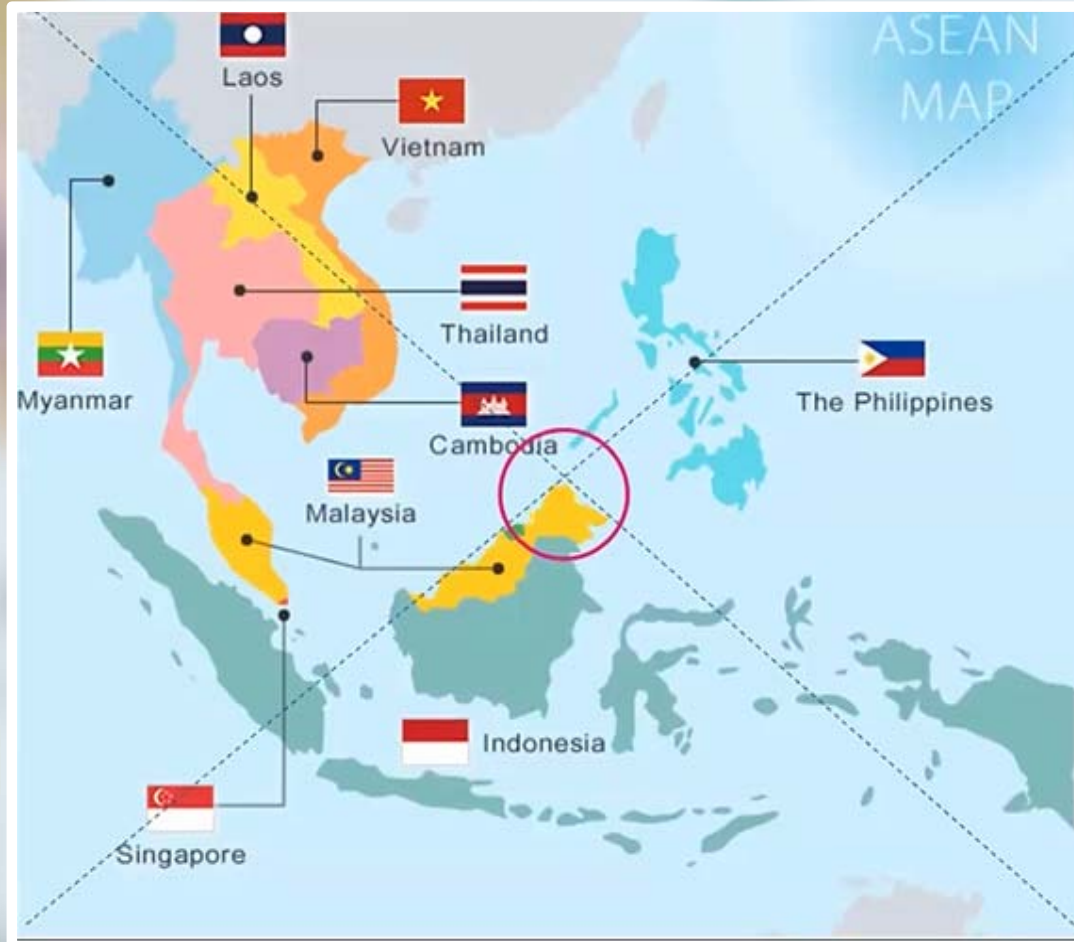 ASEAN
MAP
Laos
Vietnam
Thailand
Myanmar
The Philippines
Cambodia
Malaysia
Indonesia
Singapore